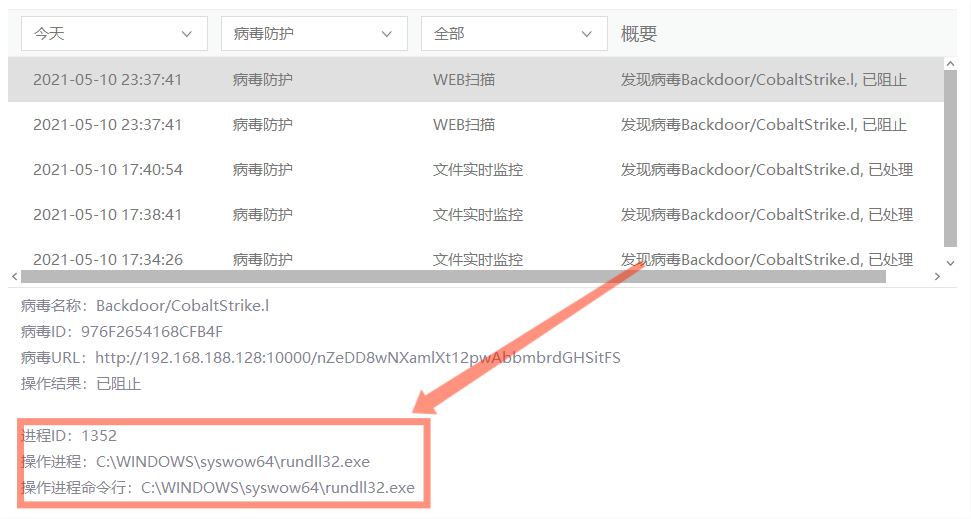 今天 病毒防护 全部 概要
2021-05-10 23:37:41 病毒防护 WEB扫描 发现病毒Backdoor/CobaltStrike.l, 已阻止
2021-05-10 23:37:41 病毒防护 WEB扫描 发现病毒Backdoor/CobaltStrike.l, 已阻止
2021-05-10 17:40:54 病毒防护 文件实时监控 发现病毒Backdoor/CobaltStrike.d, 已处理
2021-05-10 17:38:41 病毒防护 文件实时监控 发现病毒Backdoor/CobaltStrike.d, 已处理
2021-05-10 17:34:26 病毒防护 文件实时监控 发现病毒Backdoor/CobaltStrike.d, 已处理
病毒名称：Backdoor/CobaltStrike.l
病毒ID：976F2654168CFB4F
病毒URL：http://192.168.188.128:10000/nZeDD8wNXamlXt12pwAbbmbrdGHSitFS
操作结果：已阻止
进程ID：1352
操作进程：C:\WINDOWS\syswow64\rundll32.exe
操作进程命令行：C:\WINDOWS\syswow64\rundll32.exe